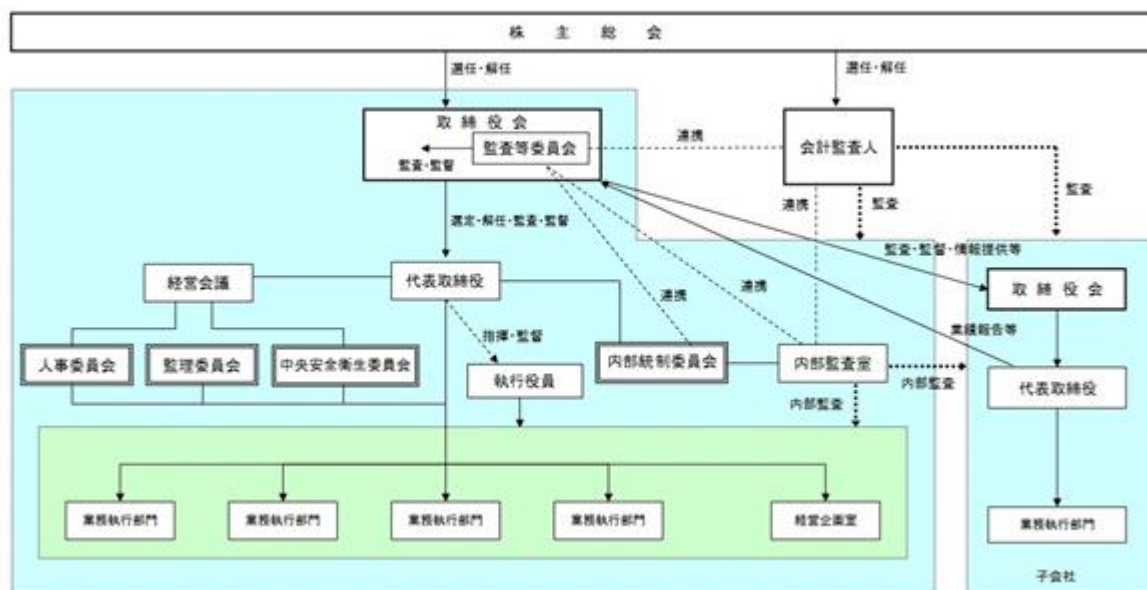 株主総会
選任・解任
選任・解任
取締役会
監査等委員会
監査・監督
連携
会計監査人
連携
監査
監査
選定・解任・監査・監督
監査・監督・情報提供等
経営会議
代表取締役
取締役会
連携
連携
指揮・監督
業績報告等
人事委員会
監理委員会
中央安全衛生委員会
執行役員
内部統制委員会
内部監査室
内部監査
内部監査
代表取締役
業務執行部門
業務執行部門
業務執行部門
業務執行部門
経営企画室
業務執行部門
子会社